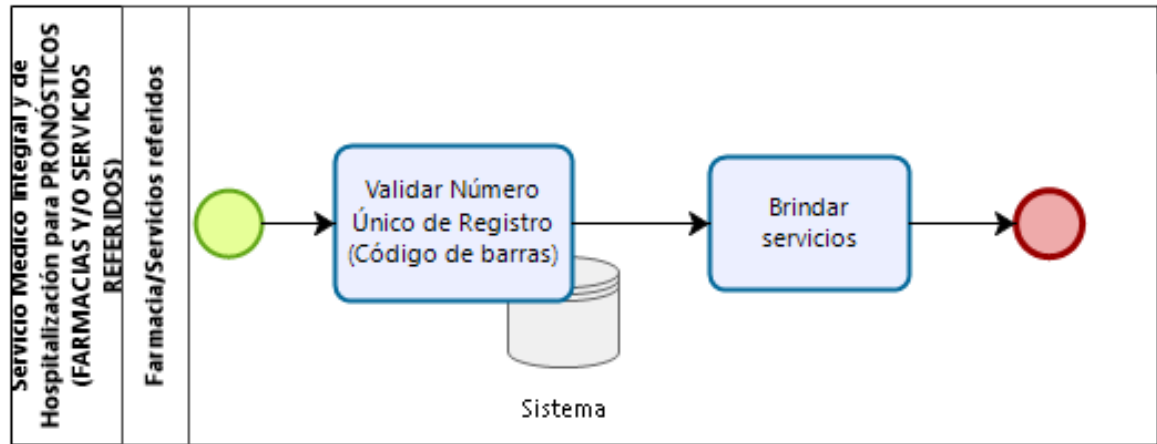 Servicio Medico Integral y de
Hospitalización para PRONÓSTICOS
(FARMACIAS Y/O SERVICIOS
REFERIDOS)
Farmacia/Servicios referidos
Validar Número
Único de Registro
(Código de barras)
Brindar
servicios
Sistema